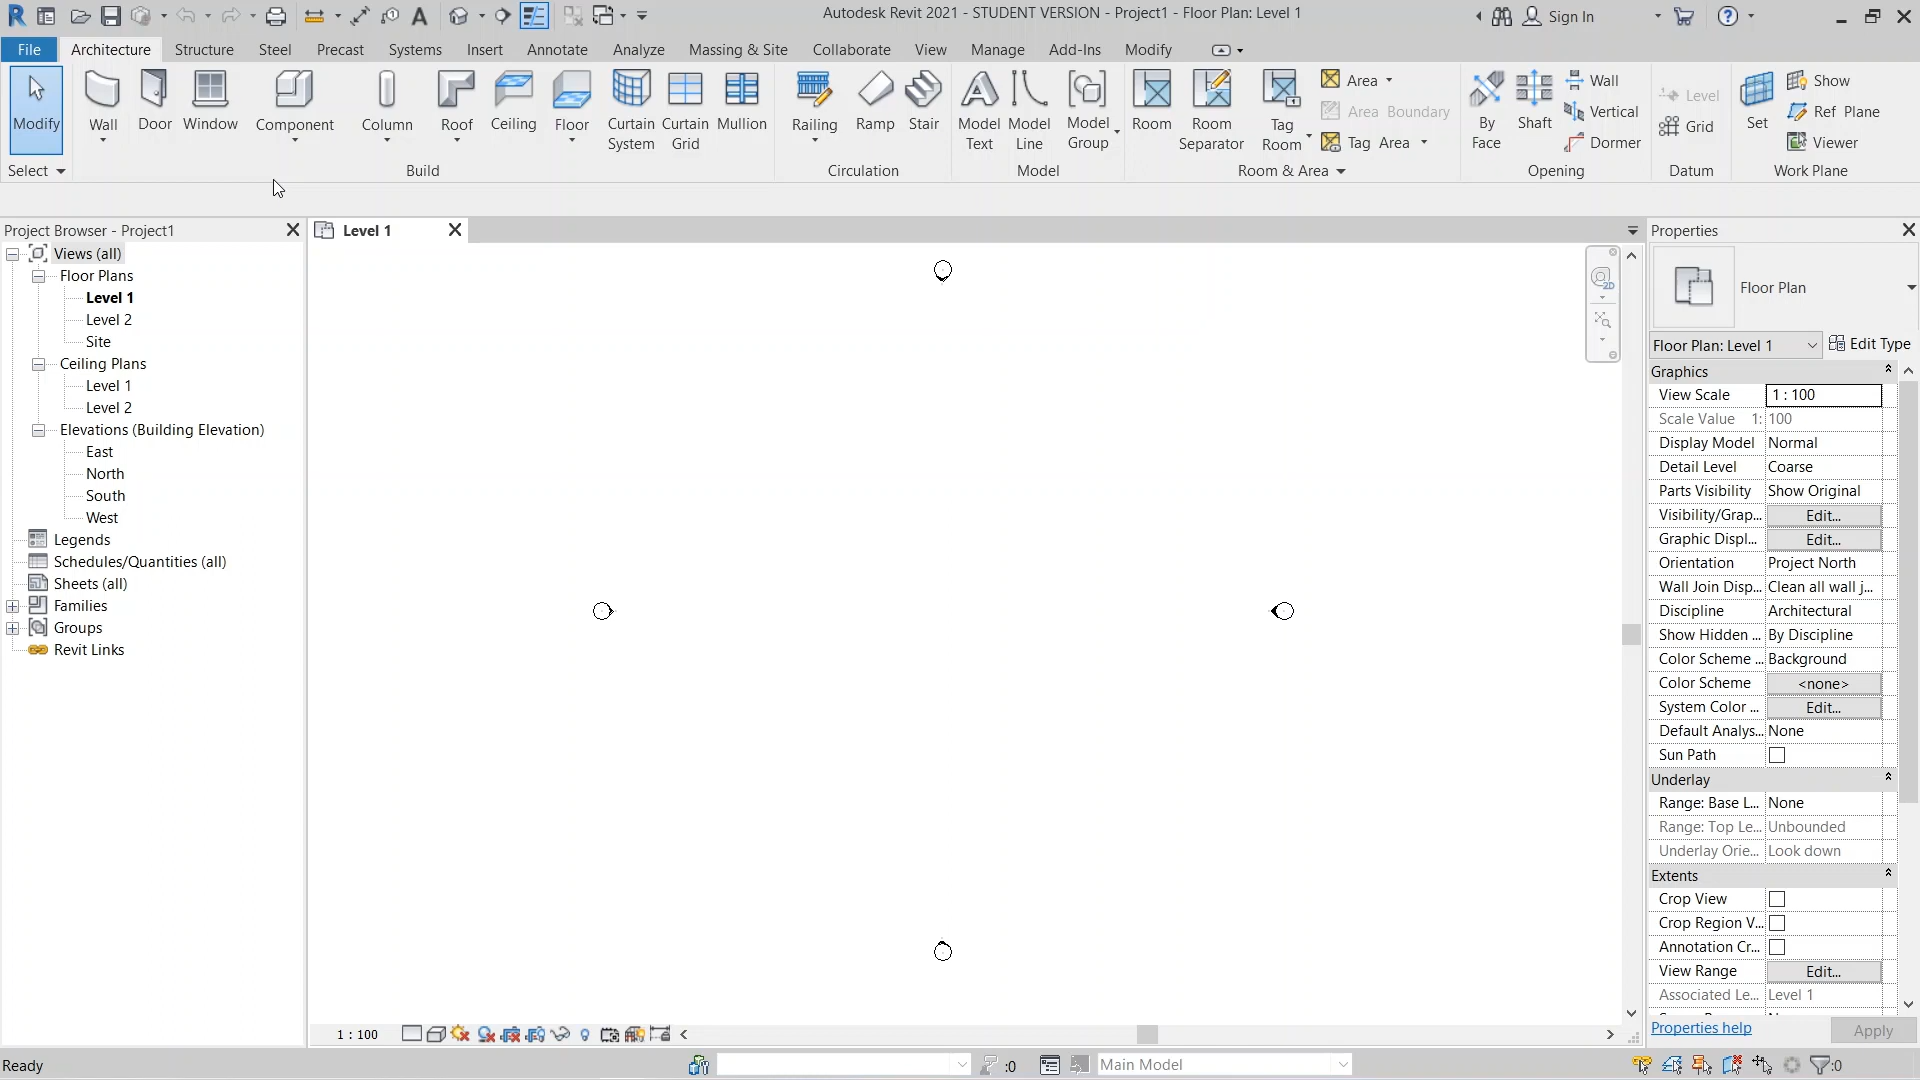 Autodesk Revit 2021 - STUDENT VERSION - Project1 - Floor Plan: Level 1
Sign In
File Architecture Structure Steel Precast Systems Insert Annotate Analyze Massing & Site Collaborate View Manage Add-Ins Modify
Modify
Wall
Door
Window
Component
Column
Roof
Ceiling
Floor
Curtain System
Curtain Grid
Mullion
Railing
Ramp
Stair
Model Text
Model Line
Model Group
Room
Room Separator
Tag Room
Area
Area Boundary
Tag Area
By Face
Shaft
Wall
Vertical
Dormer
Level
Grid
Set
Show
Ref Plane
Viewer
Select
Build
Circulation
Model
Room & Area
Opening
Datum
Work Plane
Project Browser - Project1
Views (all)
Floor Plans
Level 1
Level 2
Site
Ceiling Plans
Level 1
Level 2
Elevations (Building Elevation)
East
North
South
West
Legends
Schedules/Quantities (all)
Sheets (all)
Families
Groups
Revit Links
Level 1
2D
Properties
Floor Plan
Floor Plan: Level 1 Edit Type
Graphics
View Scale 1 : 100
Scale Value 1: 100
Display Model Normal
Detail Level Coarse
Parts Visibility Show Original
Visibility/Grap... Edit...
Graphic Displ... Edit...
Orientation Project North
Wall Join Disp... Clean all wall j...
Discipline Architectural
Show Hidden ... By Discipline
Color Scheme ... Background
Color Scheme <none>
System Color ... Edit...
Default Analys... None
Sun Path
Underlay
Range: Base L... None
Range: Top Le... Unbounded
Underlay Orie... Look down
Extents
Crop View
Crop Region V...
Annotation Cr...
View Range Edit...
Associated Le... Level 1
Properties help Apply
1 : 100
Ready
:0
Main Model
:0